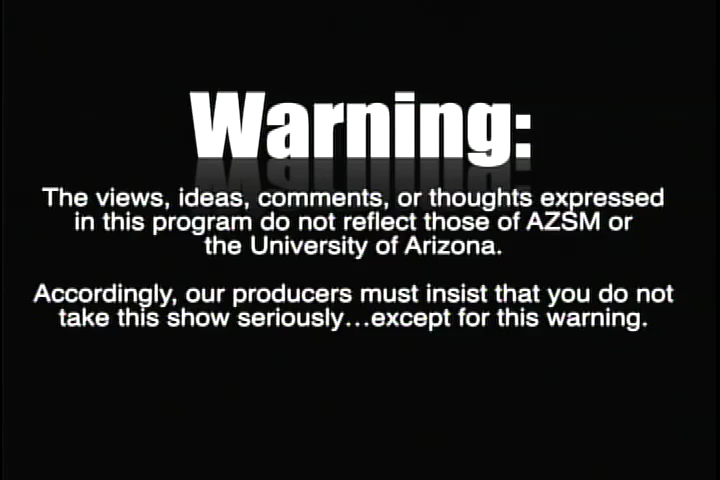 Warning:
The views, ideas, comments, or thoughts expressed
in this program do not reflect those of AZSM or
the University of Arizona.
Accordingly, our producers must insist that you do not
take this show seriously...except for this warning.